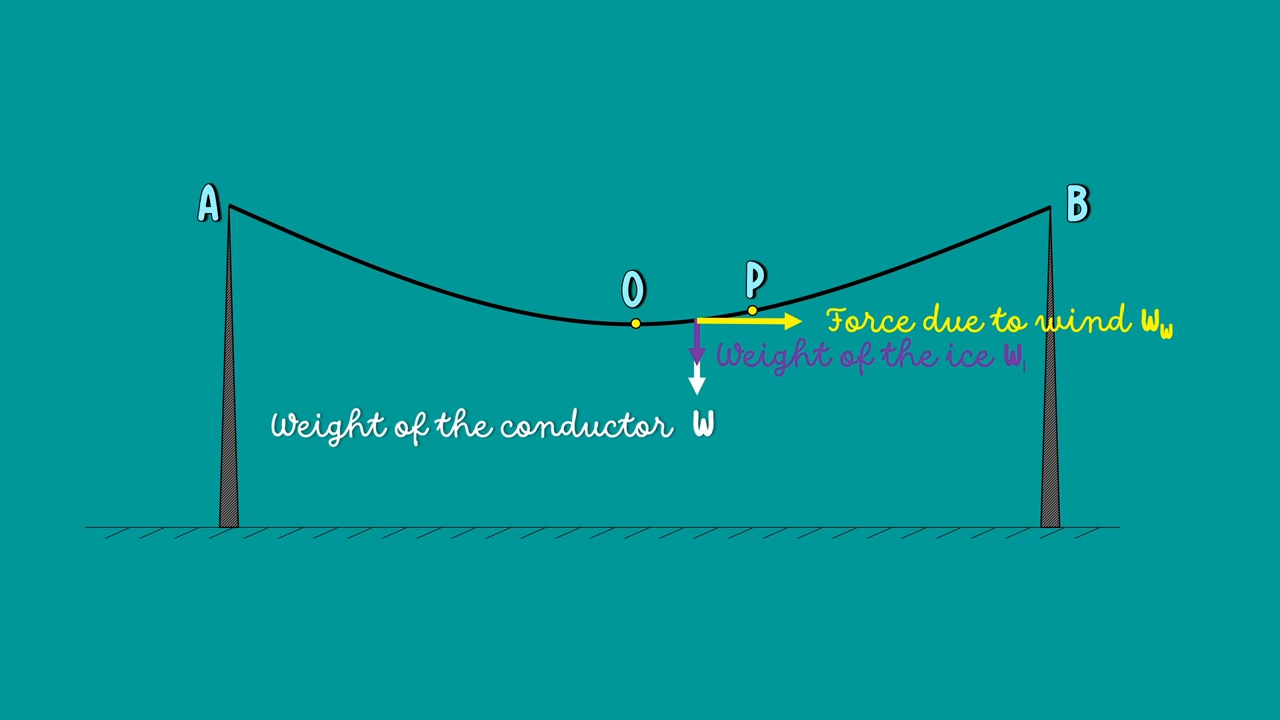 A
B
O
P
Force due to wind Ww
Weight of the ice Wi
Weight of the conductor W